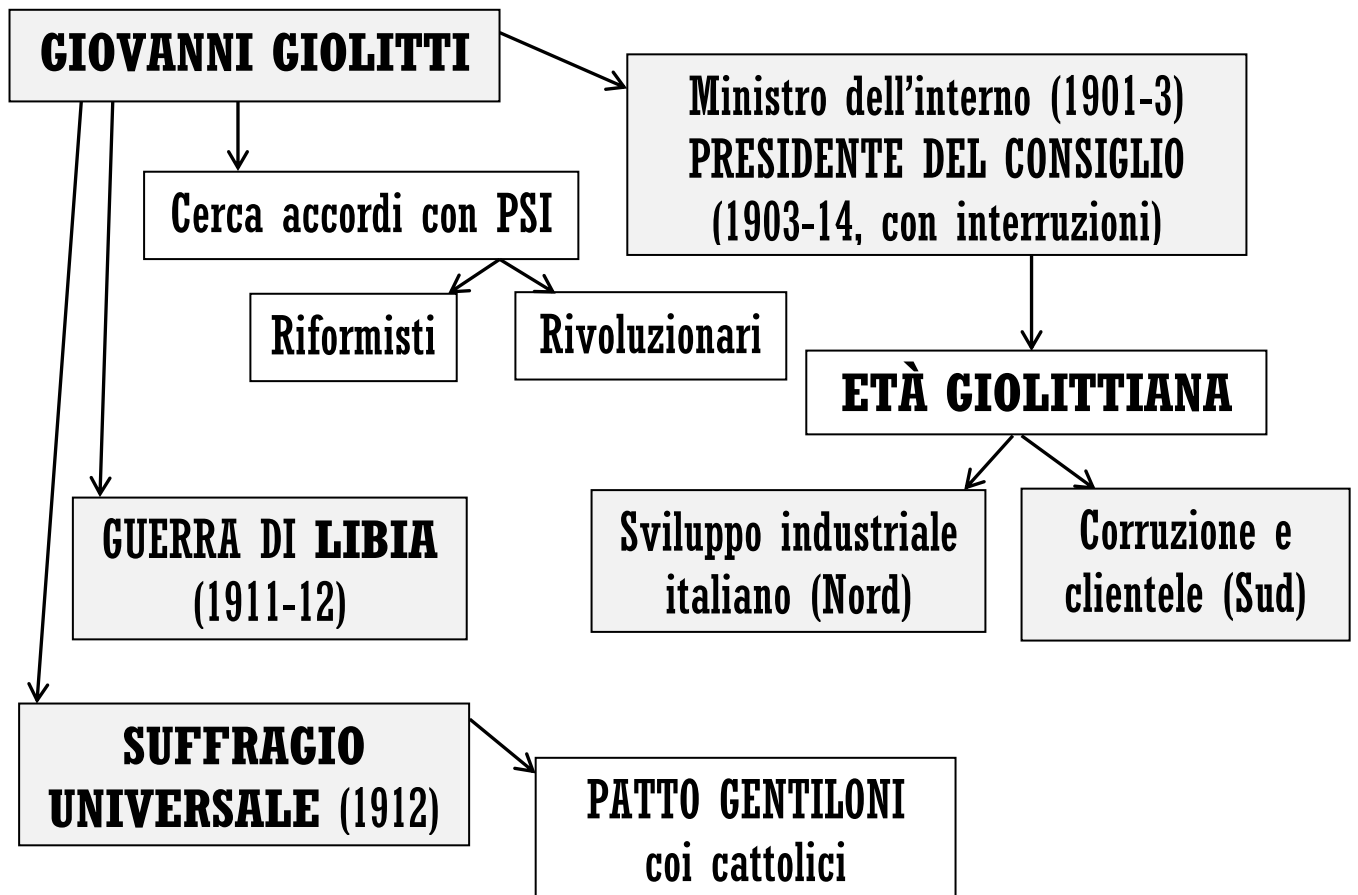 GIOVANNI GIOLITTI
Ministro dell'interno (1901-3)
PRESIDENTE DEL CONSIGLIO
(1903-14, con interruzioni)
Cerca accordi con PSI
Riformisti
Rivoluzionari
ETÀ GIOLITTIANA
GUERRA DI LIBIA
(1911-12)
Sviluppo industriale
italiano (Nord)
Corruzione e
clientele (Sud)
SUFFRAGIO
UNIVERSALE (1912)
PATTO GENTILONI
coi cattolici